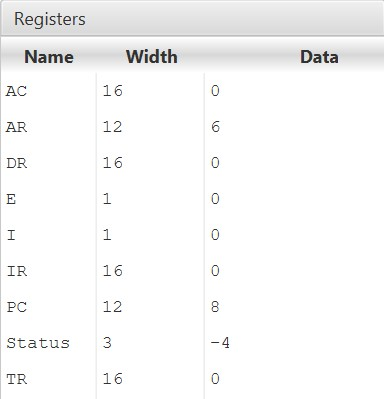 Registers
Name Width Data
AC 16 0
AR 12 6
DR 16 0
E 1 0
I 1 0
IR 16 0
PC 12 8
Status 3 -4
TR 16 0